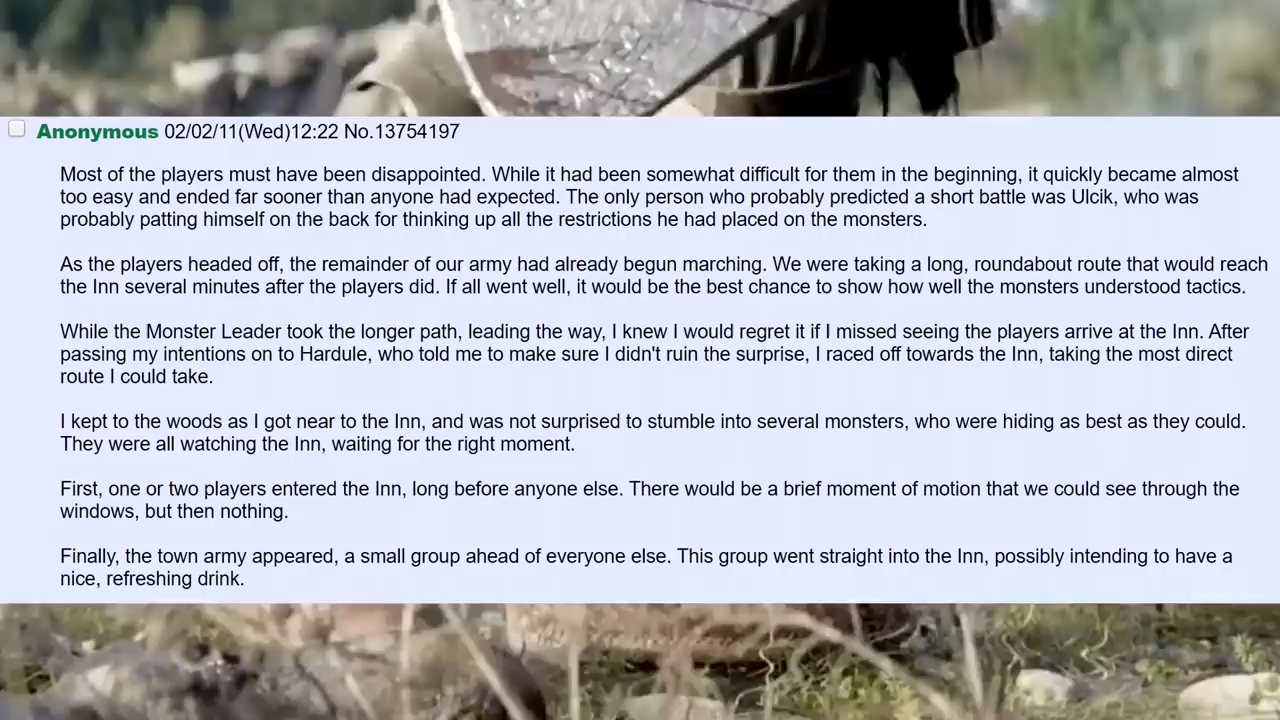 Anonymous 02/02/11(Wed)12:22 No.13754197
Most of the players must have been disappointed. While it had been somewhat difficult for them in the beginning, it quickly became almost
too easy and ended far sooner than anyone had expected. The only person who probably predicted a short battle was Ulcik, who was
probably patting himself on the back for thinking up all the restrictions he had placed on the monsters.
As the players headed off, the remainder of our army had already begun marching. We were taking a long, roundabout route that would reach
the Inn several minutes after the players did. If all went well, it would be the best chance to show how well the monsters understood tactics.
While the Monster Leader took the longer path, leading the way, I knew I would regret it if I missed seeing the players arrive at the Inn. After
passing my intentions on to Hardule, who told me to make sure I didn't ruin the surprise, I raced off towards the Inn, taking the most direct
route I could take.
I kept to the woods as I got near to the Inn, and was not surprised to stumble into several monsters, who were hiding as best as they could.
They were all watching the Inn, waiting for the right moment.
First, one or two players entered the Inn, long before anyone else. There would be a brief moment of motion that we could see through the
windows, but then nothing.
Finally, the town army appeared, a small group ahead of everyone else. This group went straight into the Inn, possibly intending to have a
nice, refreshing drink.